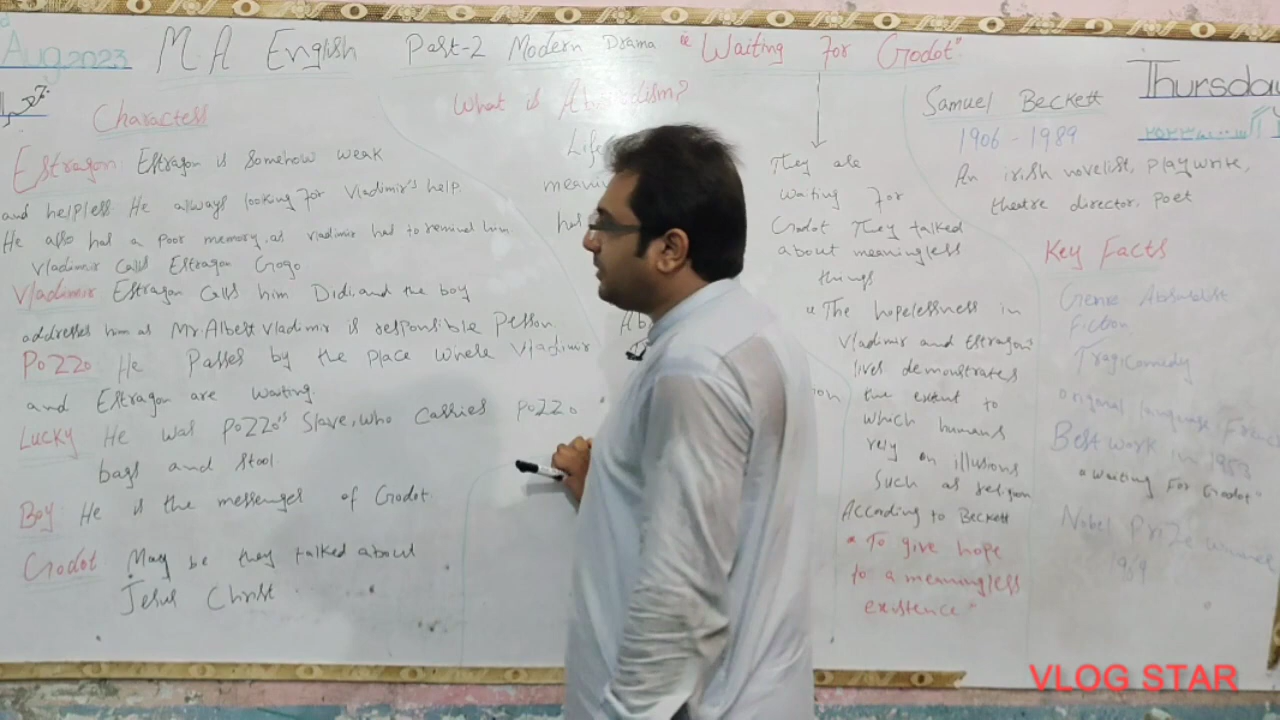 Aug 2023
M A English Part-2 Modern Drama "Waiting For Godot"
Thursday
Characters
Estragon Estragon is somehow weak
and helpless He always looking for Vladimir's help.
He also has a poor memory, as vladimir has to remind him.
Vladimir calls Estragon Gogo
Vladimir Estragon calls him Didi, and the boy
addresses him as Mr. Albert vladimir is responsible Person.
Pozzo He Passes by the place where Vladimir
and Estragon are waiting.
Lucky He was pozzo's slave, who carries pozzo
bags and stool.
Boy He is the messenger of Godot.
Godot May be they talked about
Jesus Christ.
What is Absurdism?
Life
has
Ab
They are
waiting for
Godot They talked
about meaningless
things
"The hopelessness in
Vladimir and Estragon's
lives demonstrates
the extent to
which humans
rely on illusions
Such as religion
According to Beckett
"To give hope
to a meaningless
existence"
Samuel Beckett
1906 - 1989
An irish novelist, playwrite,
theatre director, poet
Key Facts
Genre Absurdist
Fiction
Tragicomedy
original language
Best work in 1953
"Waiting For Godot"
Nobel Prize
1969
VLOG STAR